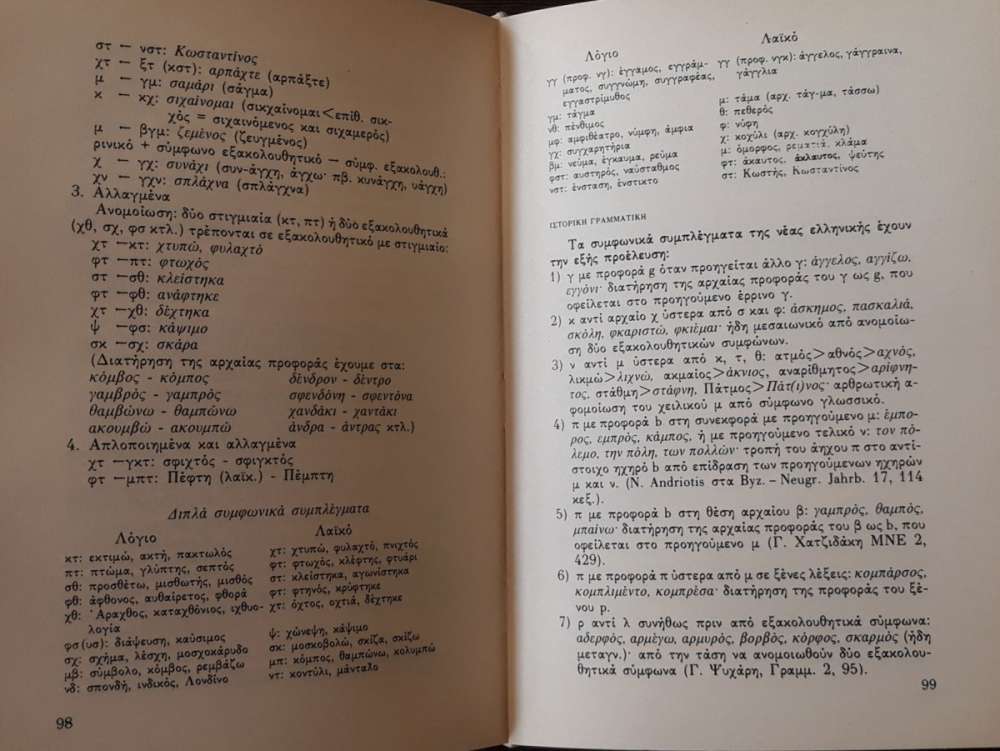 στ — νστ: Κωσταντίνος
χτ — ξτ (κστ): αρπάχτε (αρπάξτε)
μ — γμ: σαμάρι (σάγμα)
κ — κχ: σιχαίνομαι (σικχαίνομαι<επίθ. σικ-
χός = σιχαινόμενος και σιχαμερός)
μ — βγμ: ζεμένος (ζευγμένος)
ρινικό + σύμφωνο εξακολουθητικό — σύμφ. εξακολουθ.:
χ — γχ: συνάχι (συν-άγχη, άγχω· πβ. κυνάγχη, υάγχη)
χν — γχν: σπλάχνα (σπλάγχνα)
3. Αλλαγμένα
Ανομοίωση: δύο στιγμιαία (κτ, πτ) ή δύο εξακολουθητικά
(χθ, σχ, φσ κτλ.) τρέπονται σε εξακολουθητικό με στιγμιαίο:
χτ —κτ: χτυπώ, φυλαχτό
φτ —πτ: φτωχός
στ —σθ: κλείστηκα
φτ —φθ: ανάφτηκε
χτ —χθ: δέχτηκα
ψ —φσ: κάψιμο
σκ —σχ: σκάρα
(Διατήρηση της αρχαίας προφοράς έχουμε στα:
κόμβος - κόμπος δένδρον - δέντρο
γαμβρός - γαμπρός σφενδόνη - σφεντόνα
θαμβώνω - θαμπώνω χανδάκι - χαντάκι
ακουμβώ - ακουμπώ άνδρα - άντρας κτλ.)
4. Απλοποιημένα και αλλαγμένα
χτ —γκτ: σφιχτός - σφιγκτός
φτ —μπτ: Πέφτη (λαϊκ.) - Πέμπτη
Διπλά συμφωνικά συμπλέγματα
Λόγιο Λαϊκό
κτ: εκτιμώ, ακτή, πακτωλός χτ: χτυπώ, φυλαχτό, πνιχτός
πτ: πτώμα, γλύπτης, σεπτός φτ: φτωχός, κλέφτης, φτυάρι
σθ: προσθέτω, μισθωτής, μισθός στ: κλείστηκα, αγωνίστηκα
φθ: άφθονος, αυθαίρετος, φθορά φτ: φτηνός, κρύφτηκε
χθ: Άραχθος, καταχθόνιος, ιχθυο- χτ: όχτος, οχτιά, δέχτηκε
λογία
φσ (υσ): διάψευση, καύσιμος ψ: χώνεψη, κάψιμο
σχ: σχήμα, λέσχη, μοσχοκάρυδο σκ: μοσκοβολώ, σκίζα, σκίζω
μβ: σύμβολο, κόμβος, ρεμβάζω μπ: κόμπος, θαμπώνω, κολυμπώ
νδ: σπονδή, ινδικός, Λονδίνο ντ: κοντύλι, μάνταλο
98
Λόγιο Λαϊκό
γγ (προφ. νγ): έγγαμος, εγγράμ- γγ (προφ. νγκ): άγγελος, γάγγραινα,
ματος, συγγνώμη, συγγραφέας, γάγγλια
εγγαστρίμυθος
γμ: τάγμα μ: τάμα (αρχ. τάγ-μα, τάσσω)
νθ: πένθιμος θ: πεθερός
μφ: αμφιθέατρο, νύμφη, άμφια φ: νύφη
γχ: συγχαρητήρια χ: κοχύλι (αρχ. κογχύλη)
βμ: νεύμα, έγκαυμα, ρεύμα μ: όμορφος, ρεματιά, κλάμα
φστ: αυστηρός, ναύσταθμος φτ: άκαυτος, άκλαυτος, ψεύτης
νστ: ένσταση, ένστικτο στ: Κωστής, Κωσταντίνος
ΙΣΤΟΡΙΚΗ ΓΡΑΜΜΑΤΙΚΗ
Τα συμφωνικά συμπλέγματα της νέας ελληνικής έχουν
την εξής προέλευση:
1) γ με προφορά g όταν προηγείται άλλο γ: άγγελος, αγγίζω,
εγγόνι· διατήρηση της αρχαίας προφοράς του γ ως g, που
οφείλεται στο προηγούμενο έρρινο γ.
2) κ αντί αρχαίο χ ύστερα από σ και φ: άσκημος, πασκαλιά,
σκόλη, φκαριστώ, φκιέμαι· ήδη μεσαιωνικό από ανομοίω-
ση δύο εξακολουθητικών συμφώνων.
3) ν αντί μ ύστερα από κ, τ, θ: ατμός>αθνός>αχνός,
λικμώ>λιχνώ, ακμαίος>άκνιος, αναρίθμητος>αρίφνη-
τος, στάθμη>στάφνη, Πάτμος>Πάτ(ι)νος· αρθρωτική α-
φομοίωση του χειλικού μ από σύμφωνο γλωσσικό.
4) π με προφορά b στη συνεκφορά με προηγούμενο μ: έμπο-
ρος, εμπρός, κάμπος, ή με προηγούμενο τελικό ν: τον πό-
λεμο, την πόλη, των πολλών· τροπή του άηχου π στο αντί-
στοιχο ηχηρό b από επίδραση των προηγούμενων ηχηρών
μ και ν. (N. Andriotis στα Byz. – Neugr. Jahrb. 17, 114
κεξ.).
5) π με προφορά b στη θέση αρχαίου β: γαμπρός, θαμπός,
μπαίνω· διατήρηση της αρχαίας προφοράς του β ως b, που
οφείλεται στο προηγούμενο μ (Γ. Χατζιδάκη ΜΝΕ 2,
429).
6) π με προφορά π ύστερα από μ σε ξένες λέξεις: κομπάρσος,
κομπλιμέντο, κομπρέσα· διατήρηση της προφοράς του ξέ-
νου p.
7) ρ αντί λ συνήθως πριν από εξακολουθητικά σύμφωνα:
αδερφός, αρμέγω, αρμυρός, βορβός, κόρφος, σκαρμός (ήδη
μεταγν.)· από την τάση να ανομοιωθούν δύο εξακολου-
θητικά σύμφωνα (Γ. Ψυχάρη, Γραμμ. 2, 95).
99